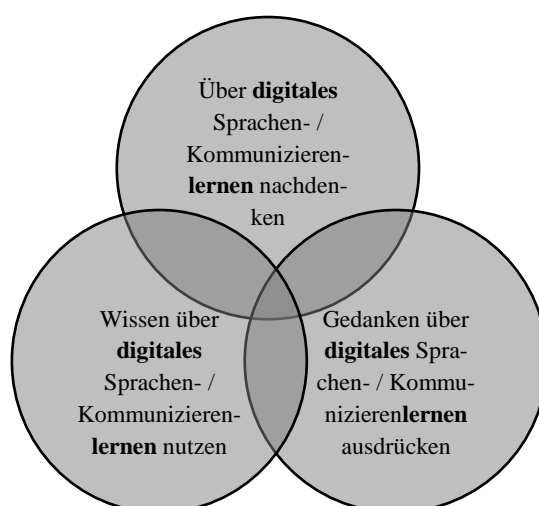 Über digitales
Sprachen- /
Kommunizieren-
lernen nachden-
ken
Wissen über
digitales
Sprachen- /
Kommunizieren-
lernen nutzen
Gedanken über
digitales Spra-
chen- / Kommu-
nizierenlernen
ausdrücken